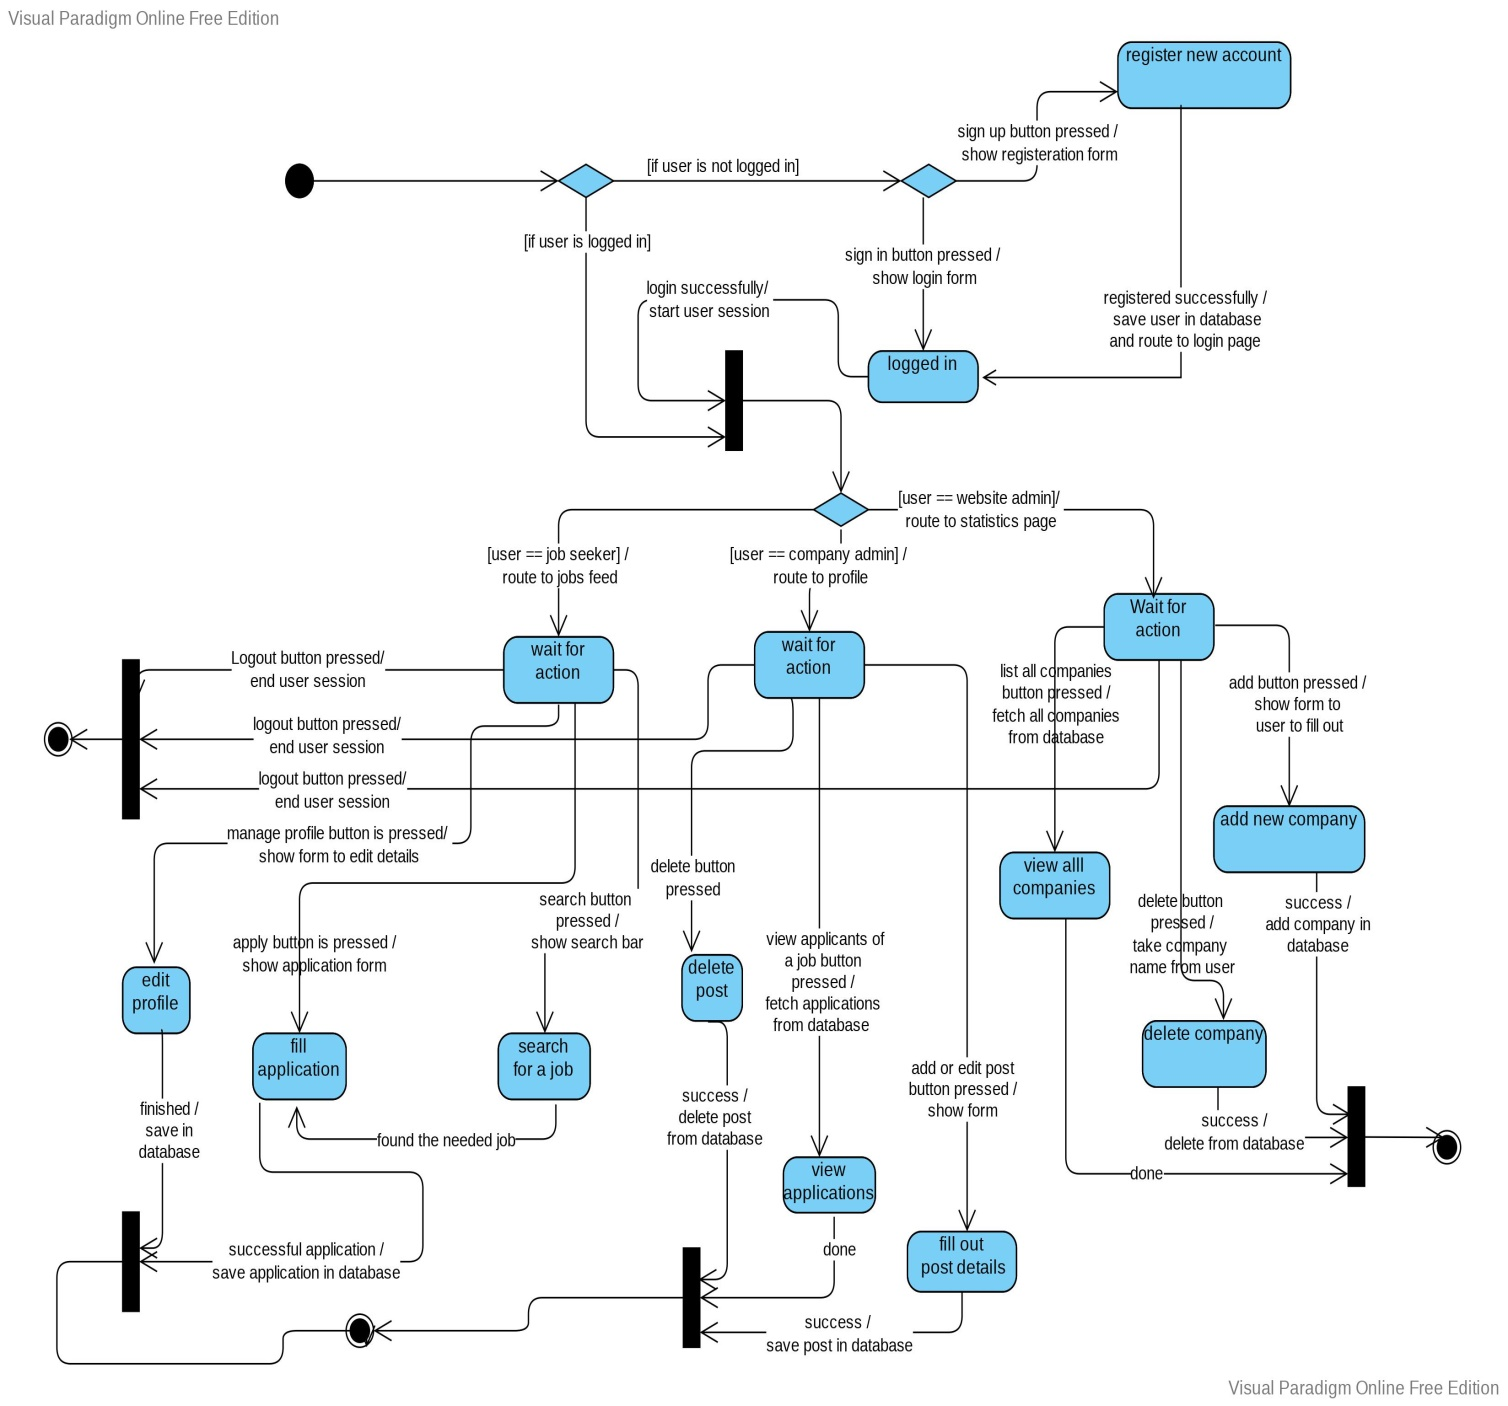 Visual Paradigm Online Free Edition
register new account
sign up button pressed /
show registeration form
[if user is not logged in]
[if user is logged in]
sign in button pressed /
show login form
login successfully/
start user session
registered successfully /
save user in database
and route to login page
logged in
[user == website admin]/
route to statistics page
[user == job seeker] /
route to jobs feed
[user == company admin] /
route to profile
Wait for
action
wait for
action
wait for
action
Logout button pressed/
end user session
list all companies
button pressed /
fetch all companies
from database
add button pressed /
show form to
user to fill out
logout button pressed/
end user session
logout button pressed/
end user session
add new company
manage profile button is pressed/
show form to edit details
delete button
pressed
view alll
companies
search button
pressed /
show search bar
delete button
pressed /
take company
name from user
success /
add company in
database
apply button is pressed /
show application form
view applicants of
a job button
pressed /
fetch applications
from database
edit
profile
delete
post
fill
application
search
for a job
delete company
add or edit post
button pressed /
show form
finished /
save in
database
success /
delete post
from database
found the needed job
success /
delete from database
view
applications
done
successful application /
save application in database
done
fill out
post details
success /
save post in database
Visual Paradigm Online Free Edition